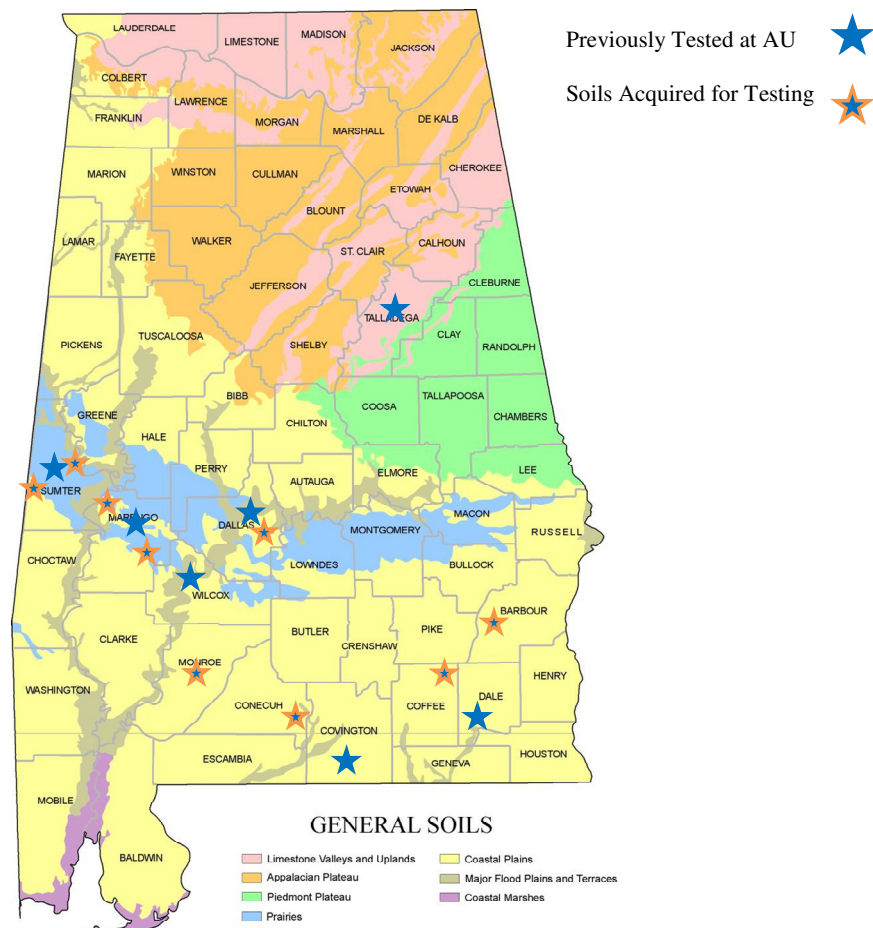 Previously Tested at AU
Soils Acquired for Testing
LAUDERDALE
LIMESTONE
MADISON
JACKSON
COLBERT
LAWRENCE
FRANKLIN
MORGAN
MARSHALL
DE KALB
MARION
WINSTON
CULLMAN
CHEROKEE
ETOWAH
BLOUNT
LAMAR
FAYETTE
WALKER
ST. CLAIR
CALHOUN
JEFFERSON
CLEBURNE
TALLADEGA
PICKENS
TUSCALOOSA
SHELBY
CLAY
RANDOLPH
BIBB
COOSA
TALLAPOOSA
CHAMBERS
GREENE
HALE
CHILTON
PERRY
AUTAUGA
ELMORE
LEE
SUMTER
MARENGO
DALLAS
MONTGOMERY
MACON
RUSSELL
CHOCTAW
LOWNDES
BULLOCK
WILCOX
BARBOUR
CLARKE
BUTLER
CRENSHAW
PIKE
MONROE
HENRY
WASHINGTON
CONECUH
COFFEE
DALE
COVINGTON
ESCAMBIA
GENEVA
HOUSTON
MOBILE
BALDWIN
GENERAL SOILS
Limestone Valleys and Uplands
Appalacian Plateau
Piedmont Plateau
Prairies
Coastal Plains
Major Flood Plains and Terraces
Coastal Marshes